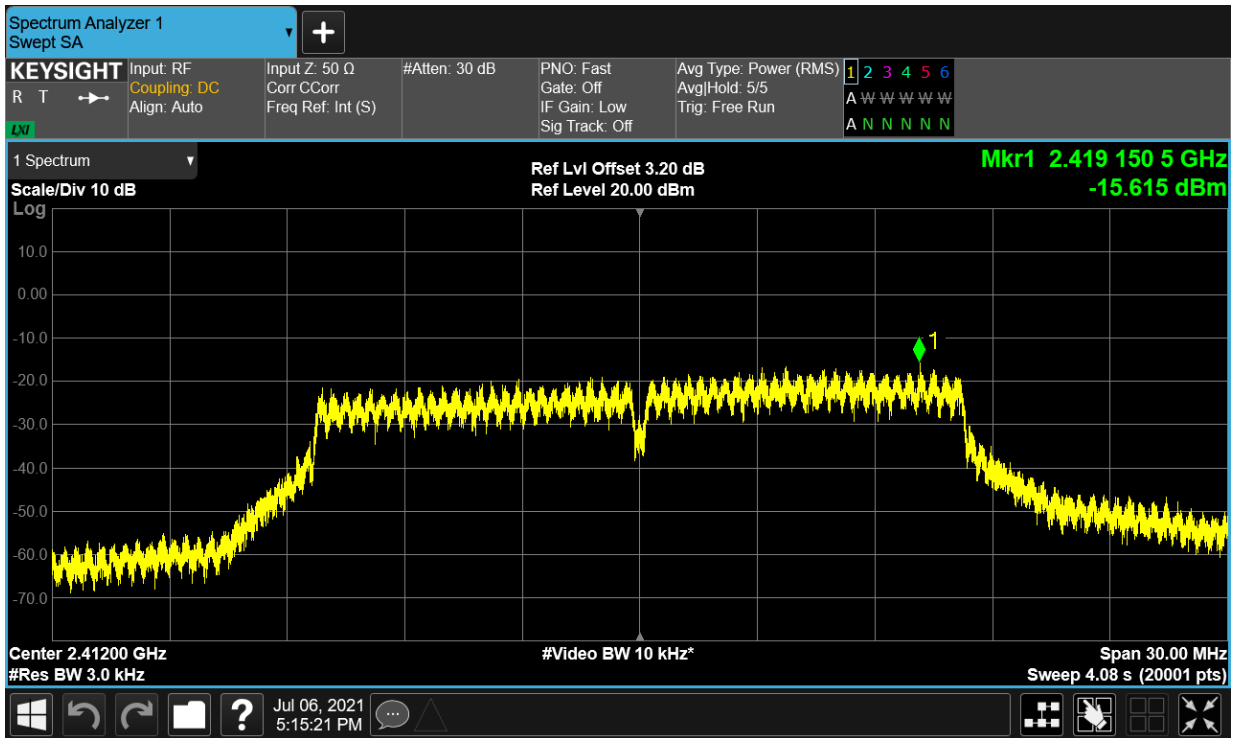 Spectrum Analyzer 1
Swept SA
KEYSIGHT
R T
LXI
Input: RF
Coupling: DC
Align: Auto
Input Z: 50 Ω
Corr CCorr
Freq Ref: Int (S)
#Atten: 30 dB
PNO: Fast
Gate: Off
IF Gain: Low
Sig Track: Off
Avg Type: Power (RMS)
Avg|Hold: 5/5
Trig: Free Run
1 2 3 4 5 6
A W W W W W
A N N N N N
1 Spectrum
Scale/Div 10 dB
Log
Ref Lvl Offset 3.20 dB
Ref Level 20.00 dBm
Mkr1 2.419 150 5 GHz
-15.615 dBm
10.0
0.00
-10.0
1
-20.0
-30.0
-40.0
-50.0
-60.0
-70.0
Center 2.41200 GHz
#Res BW 3.0 kHz
#Video BW 10 kHz*
Span 30.00 MHz
Sweep 4.08 s (20001 pts)
?
Jul 06, 2021
5:15:21 PM